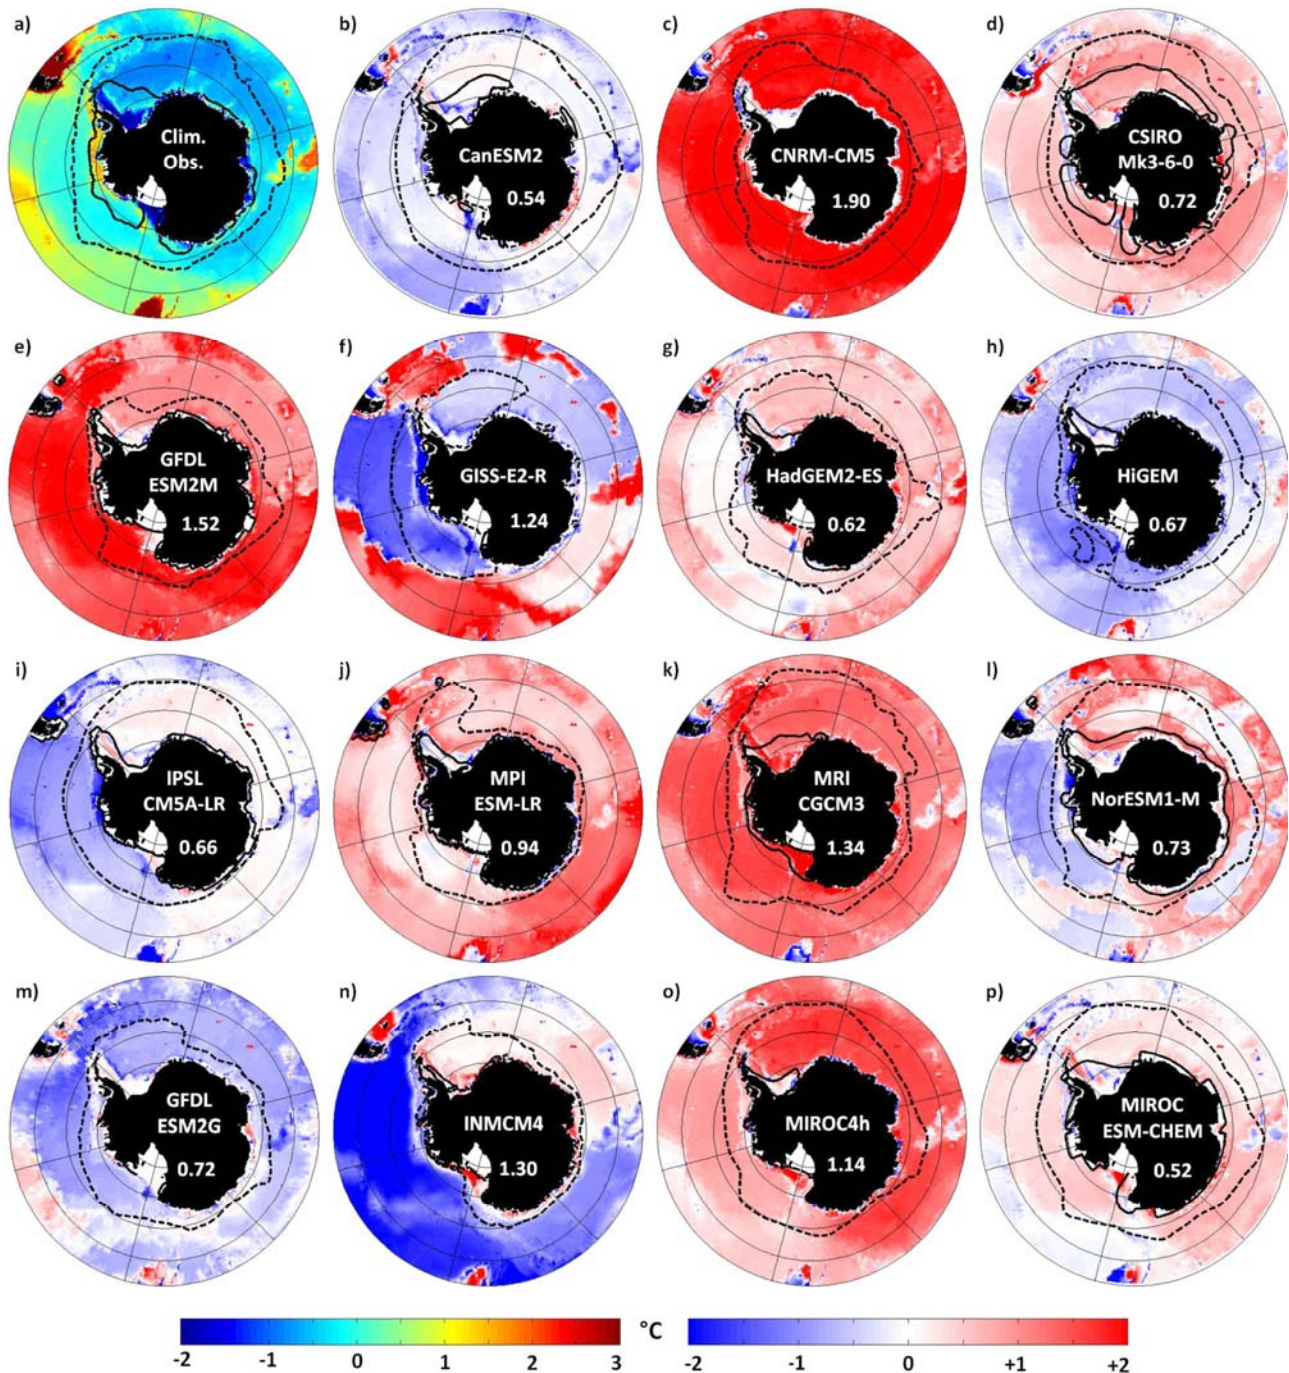 a)
Clim.
Obs.
b)
CanESM2
0.54
c)
CNRM-CM5
1.90
d)
CSIRO
Mk3-6-0
0.72
e)
GFDL
ESM2M
1.52
f)
GISS-E2-R
1.24
g)
HadGEM2-ES
0.62
h)
HiGEM
0.67
i)
IPSL
CM5A-LR
0.66
j)
MPI
ESM-LR
0.94
k)
MRI
CGCM3
1.34
l)
NorESM1-M
0.73
m)
GFDL
ESM2G
0.72
n)
INMCM4
1.30
o)
MIROC4h
1.14
p)
MIROC
ESM-CHEM
0.52
°C
-2 -1 0 1 2 3
-2 -1 0 +1 +2